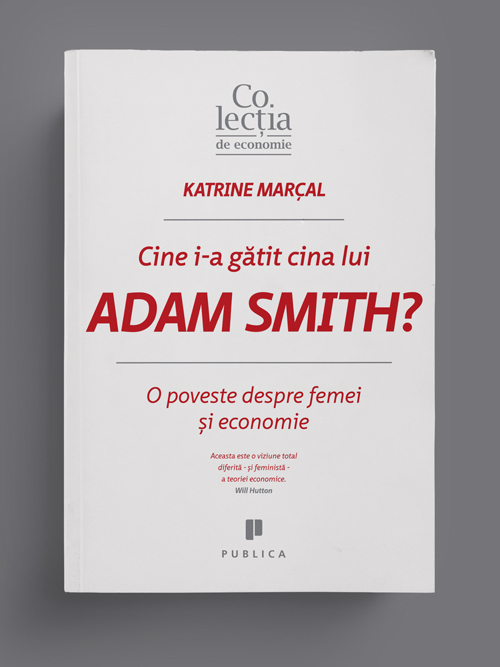 Co.
lecția
de economie
KATRINE MARÇAL
Cine i-a gătit cina lui
ADAM SMITH?
O poveste despre femei
și economie
Aceasta este o viziune total
diferită - și feministă -
a teoriei economice.
Will Hutton
PUBLICA